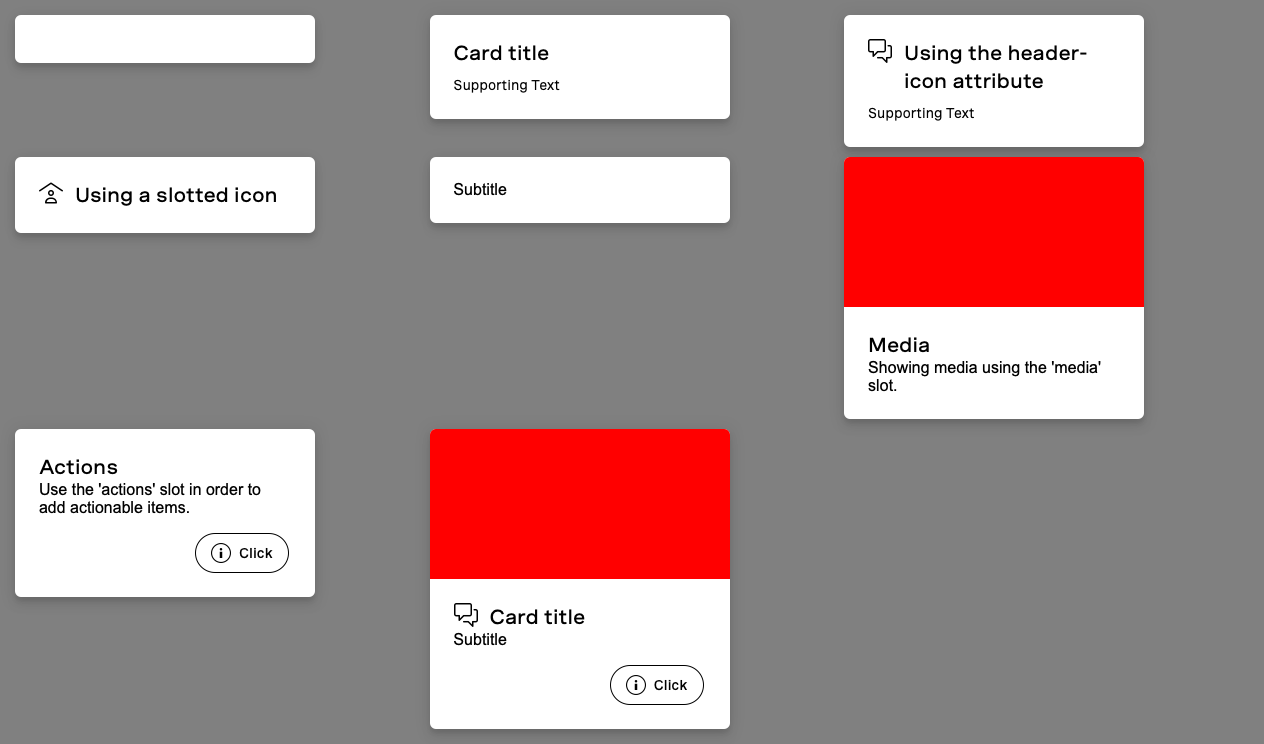 Card title
Supporting Text
Using the header-
icon attribute
Supporting Text
Using a slotted icon
Subtitle
Media
Showing media using the 'media'
slot.
Actions
Use the 'actions' slot in order to
add actionable items.
Click
Card title
Subtitle
Click